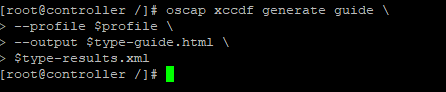 [root@controller /]# oscap xccdf generate guide \
> --profile $profile \
> --output $type-guide.html \
> $type-results.xml
[root@controller /]#